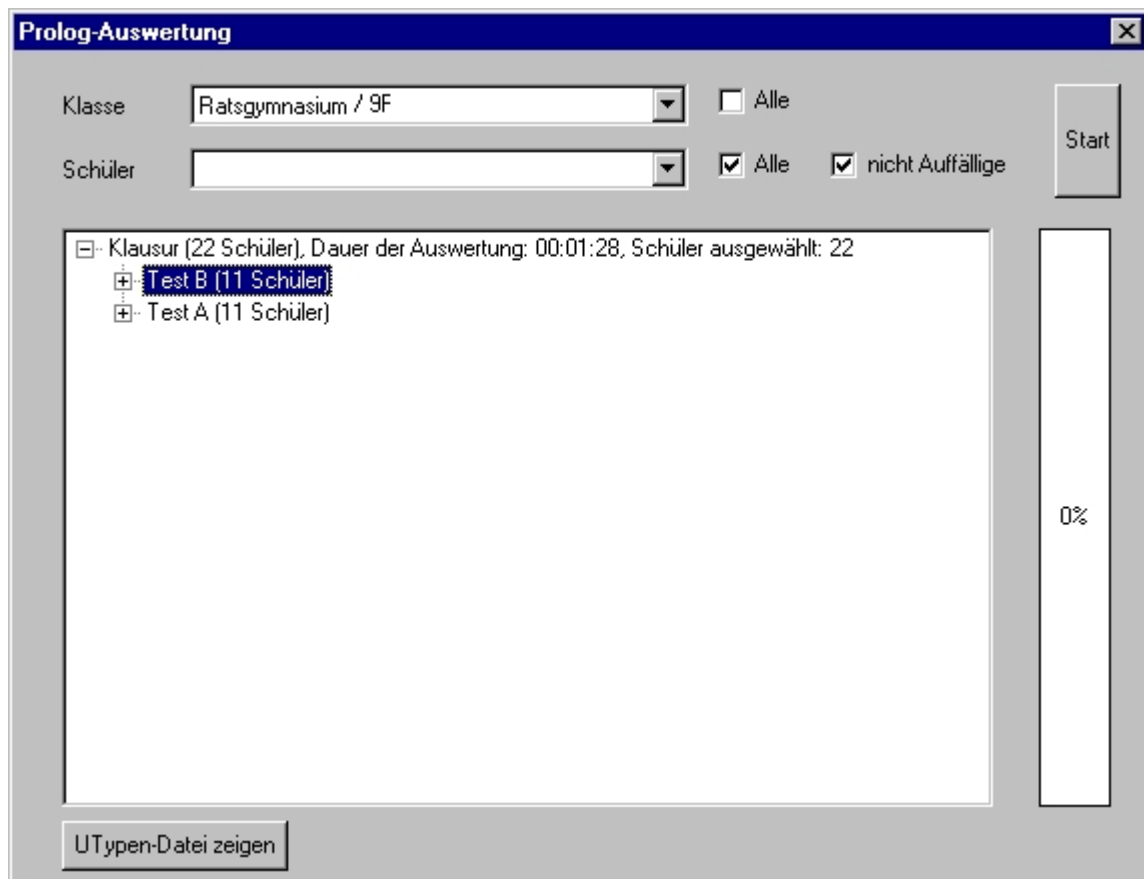 Prolog-Auswertung
Klasse Ratsgymnasium / 9F Alle
Start
Schüler Alle nicht Auffällige
Klausur (22 Schüler), Dauer der Auswertung: 00:01:28, Schüler ausgewählt: 22
Test B (11 Schüler)
Test A (11 Schüler)
0%
UTypen-Datei zeigen